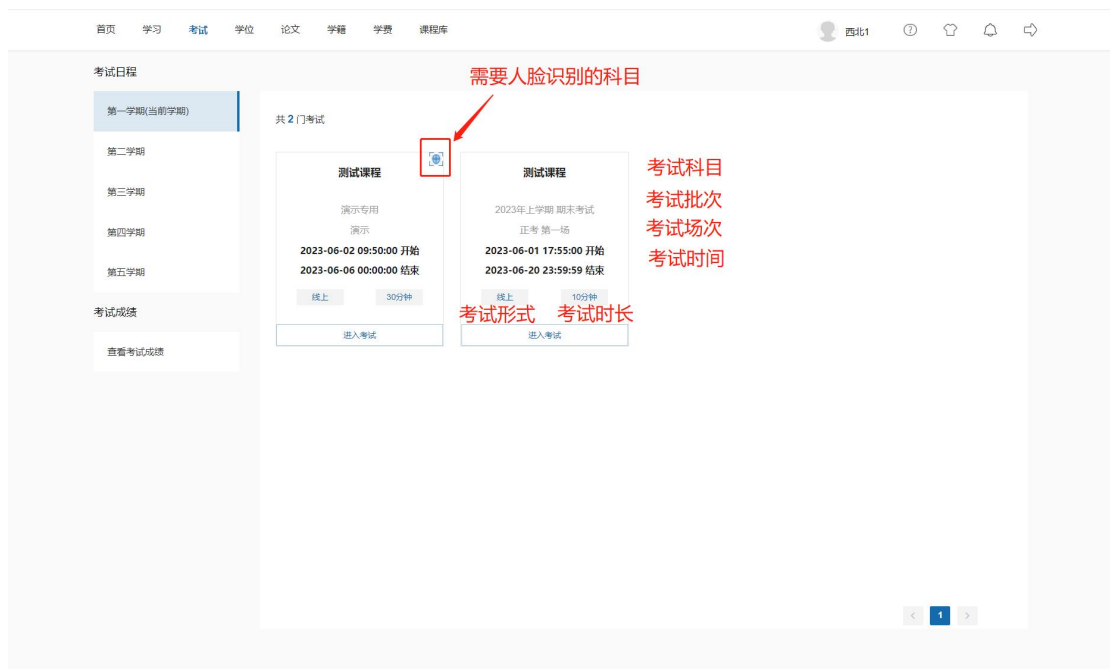 首页 学习 考试 学位 论文 学籍 学费 课程库 西北1
考试日程
第一学期(当前学期)
第二学期
第三学期
第四学期
第五学期
考试成绩
查看考试成绩
需要人脸识别的科目
共 2 门考试
测试课程
演示专用
演示
2023-06-02 09:50:00 开始
2023-06-06 00:00:00 结束
线上 30分钟
进入考试
测试课程
2023年上学期 期末考试
正考 第一场
2023-06-01 17:55:00 开始
2023-06-20 23:59:59 结束
线上 10分钟
考试形式 考试时长
进入考试
考试科目
考试批次
考试场次
考试时间
< 1 >